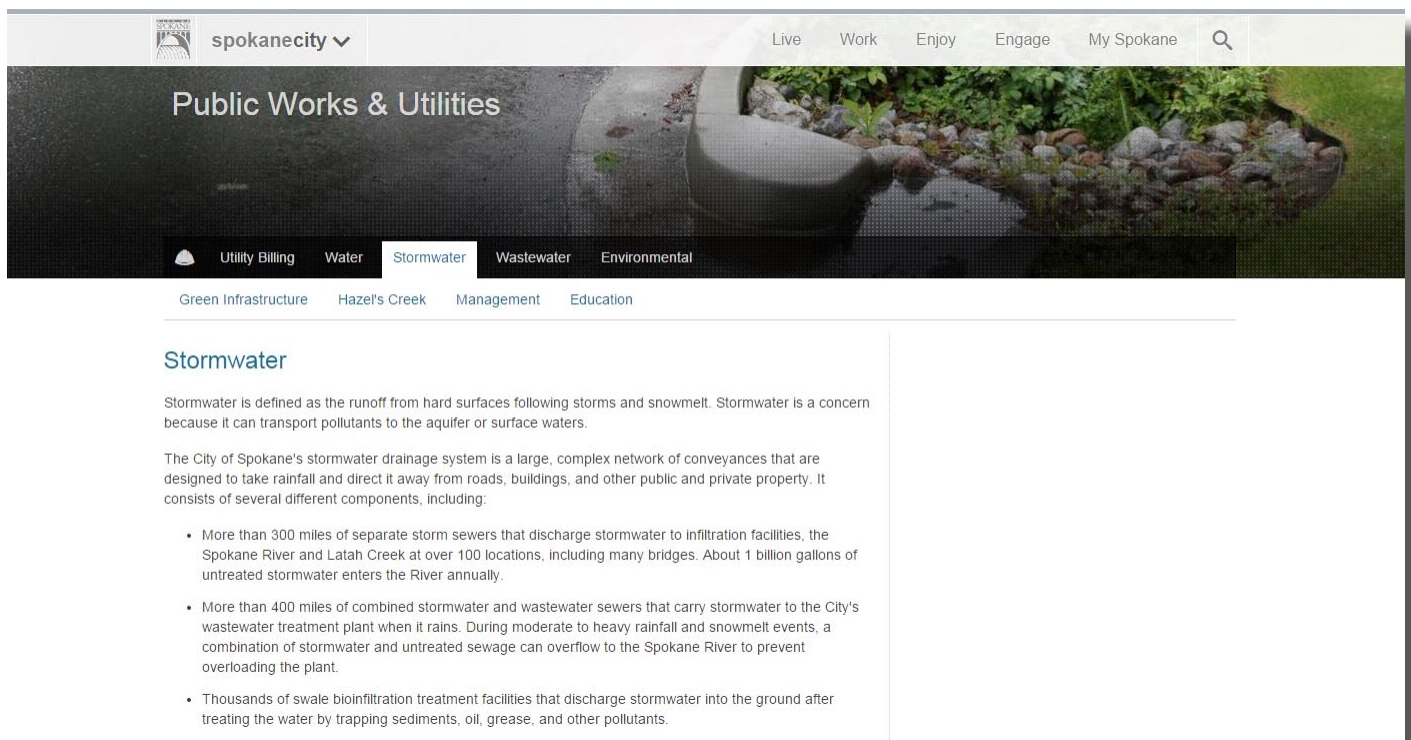 SPOKANE
spokanecity
Live Work Enjoy Engage My Spokane
Public Works & Utilities
Utility Billing Water Stormwater Wastewater Environmental
Green Infrastructure Hazel's Creek Management Education
Stormwater
Stormwater is defined as the runoff from hard surfaces following storms and snowmelt. Stormwater is a concern
because it can transport pollutants to the aquifer or surface waters.
The City of Spokane's stormwater drainage system is a large, complex network of conveyances that are
designed to take rainfall and direct it away from roads, buildings, and other public and private property. It
consists of several different components, including:
• More than 300 miles of separate storm sewers that discharge stormwater to infiltration facilities, the
Spokane River and Latah Creek at over 100 locations, including many bridges. About 1 billion gallons of
untreated stormwater enters the River annually.
• More than 400 miles of combined stormwater and wastewater sewers that carry stormwater to the City's
wastewater treatment plant when it rains. During moderate to heavy rainfall and snowmelt events, a
combination of stormwater and untreated sewage can overflow to the Spokane River to prevent
overloading the plant.
• Thousands of swale bioinfiltration treatment facilities that discharge stormwater into the ground after
treating the water by trapping sediments, oil, grease, and other pollutants.